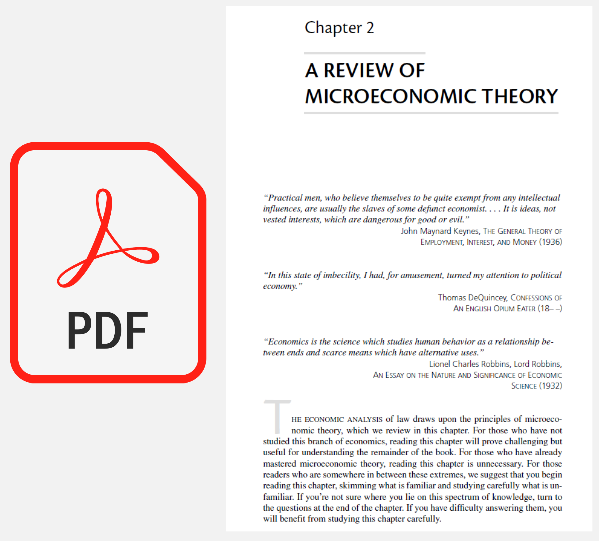 Chapter 2
A REVIEW OF
MICROECONOMIC THEORY
PDF
“Practical men, who believe themselves to be quite exempt from any intellectual
influences, are usually the slaves of some defunct economist. . . . It is ideas, not
vested interests, which are dangerous for good or evil.”
John Maynard Keynes, THE GENERAL THEORY OF
EMPLOYMENT, INTEREST, AND MONEY (1936)
“In this state of imbecility, I had, for amusement, turned my attention to political
economy.”
Thomas DeQuincey, CONFESSIONS OF
AN ENGLISH OPIUM EATER (18––)
“Economics is the science which studies human behavior as a relationship be-
tween ends and scarce means which have alternative uses.”
Lionel Charles Robbins, Lord Robbins,
AN ESSAY ON THE NATURE AND SIGNIFICANCE OF ECONOMIC
SCIENCE (1932)
THE ECONOMIC ANALYSIS of law draws upon the principles of microeco-
nomic theory, which we review in this chapter. For those who have not
studied this branch of economics, reading this chapter will prove challenging but
useful for understanding the remainder of the book. For those who have already
mastered microeconomic theory, reading this chapter is unnecessary. For those
readers who are somewhere in between these extremes, we suggest that you begin
reading this chapter, skimming what is familiar and studying carefully what is un-
familiar. If you’re not sure where you lie on this spectrum of knowledge, turn to
the questions at the end of the chapter. If you have difficulty answering them, you
will benefit from studying this chapter carefully.